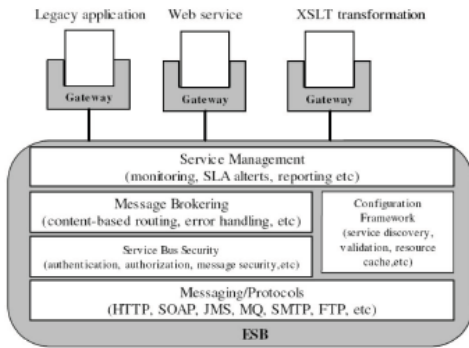 Legacy application
Web service
XSLT transformation
Gateway
Gateway
Gateway
Service Management
(monitoring, SLA alterts, reporting etc)
Message Brokering
(content-based routing, error handling, etc)
Service Bus Security
(authentication, authorization, message security,etc)
Configuration
Framework
(service discovery,
validation, resource
cache,etc)
Messaging/Protocols
(HTTP, SOAP, JMS, MQ, SMTP, FTP, etc)
ESB